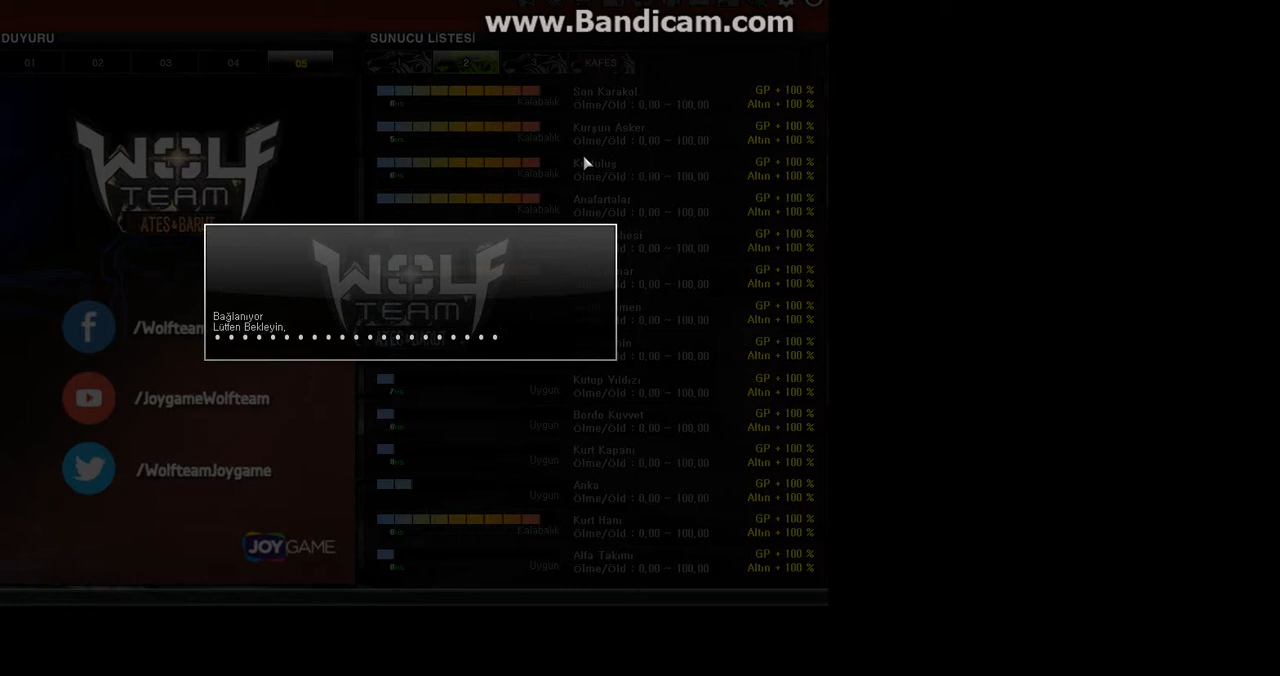 www.Bandicam.com
DUYURU
01 02 03 04 05
WOLF
TEAM
ATEŞ&BARUT
/Wolfteam
/JoygameWolfteam
/WolfteamJoygame
JOYGAME
SUNUCU LİSTESİ
2 3 KAFES
Son Karakol GP + 100 %
Kalabalık Ölme/Öld : 0,00 ~ 100,00 Altın + 100 %
Kurşun Asker GP + 100 %
Kalabalık Ölme/Öld : 0,00 ~ 100,00 Altın + 100 %
GP + 100 %
Kalabalık Ölme/Öld : 0,00 ~ 100,00 Altın + 100 %
Anafartalar GP + 100 %
Kalabalık Ölme/Öld : 0,00 ~ 100,00 Altın + 100 %
GP + 100 %
Altın + 100 %
GP + 100 %
Altın + 100 %
GP + 100 %
Altın + 100 %
GP + 100 %
Altın + 100 %
WOLF
TEAM
Bağlanıyor
Lütfen Bekleyin,
Kutup Yıldızı GP + 100 %
Uygun Ölme/Öld : 0,00 ~ 100,00 Altın + 100 %
Bordo Kuvvet GP + 100 %
Uygun Ölme/Öld : 0,00 ~ 100,00 Altın + 100 %
Kurt Kapanı GP + 100 %
Uygun Ölme/Öld : 0,00 ~ 100,00 Altın + 100 %
Anka GP + 100 %
Uygun Ölme/Öld : 0,00 ~ 100,00 Altın + 100 %
Kurt Hanı GP + 100 %
Kalabalık Ölme/Öld : 0,00 ~ 100,00 Altın + 100 %
Alfa Takımı GP + 100 %
Uygun Ölme/Öld : 0,00 ~ 100,00 Altın + 100 %